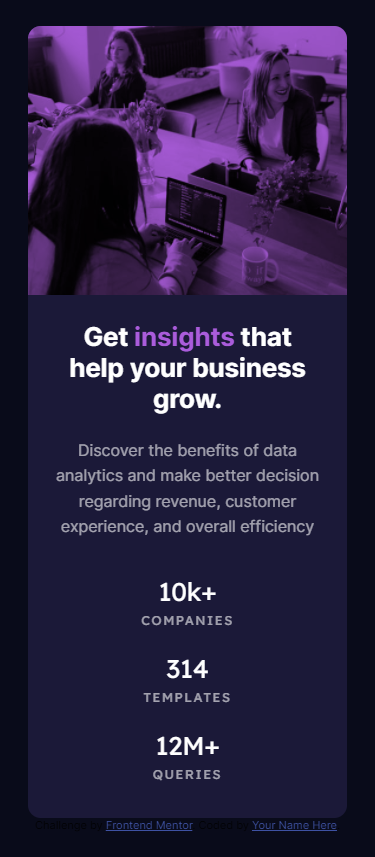 Get insights that
help your business
grow.
Discover the benefits of data
analytics and make better decision
regarding revenue, customer
experience, and overall efficiency
10k+
COMPANIES
314
TEMPLATES
12M+
QUERIES
Challenge by Frontend Mentor. Coded by Your Name Here.